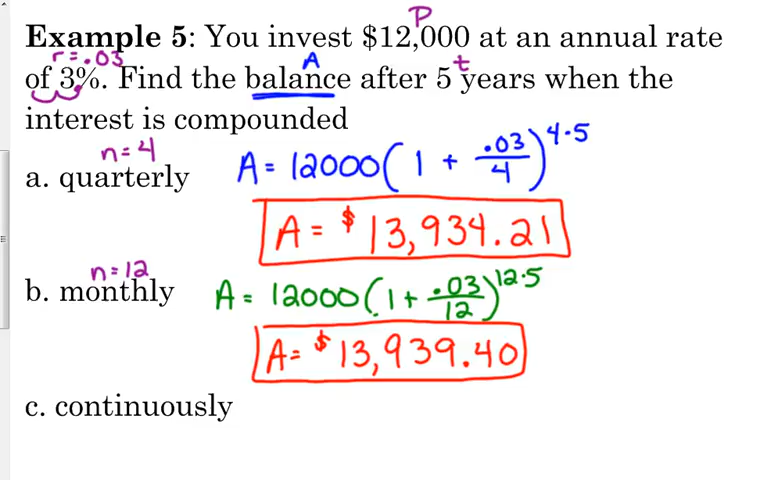 P
Example 5: You invest $12,000 at an annual rate
r=.03 A t
of 3%. Find the balance after 5 years when the
interest is compounded
n=4
a. quarterly A = 12000(1 + .03/4)^4·5
A = $13,934.21
n=12
b. monthly A = 12000(1 + .03/12)^12·5
A = $13,939.40
c. continuously